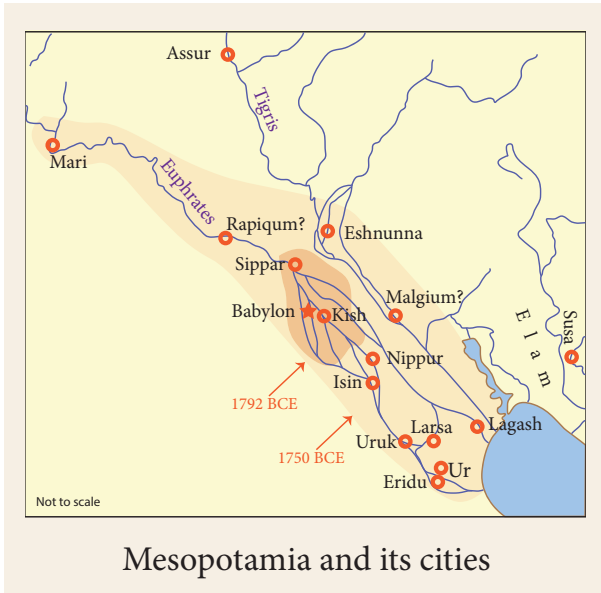 Assur
Tigris
Mari
Euphrates
Rapiqum?
Eshnunna
Sippar
Babylon
Kish
Malgium?
Elam
Susa
Nippur
Isin
1792 BCE
Larsa
Lagash
Uruk
1750 BCE
Ur
Eridu
Not to scale
Mesopotamia and its cities